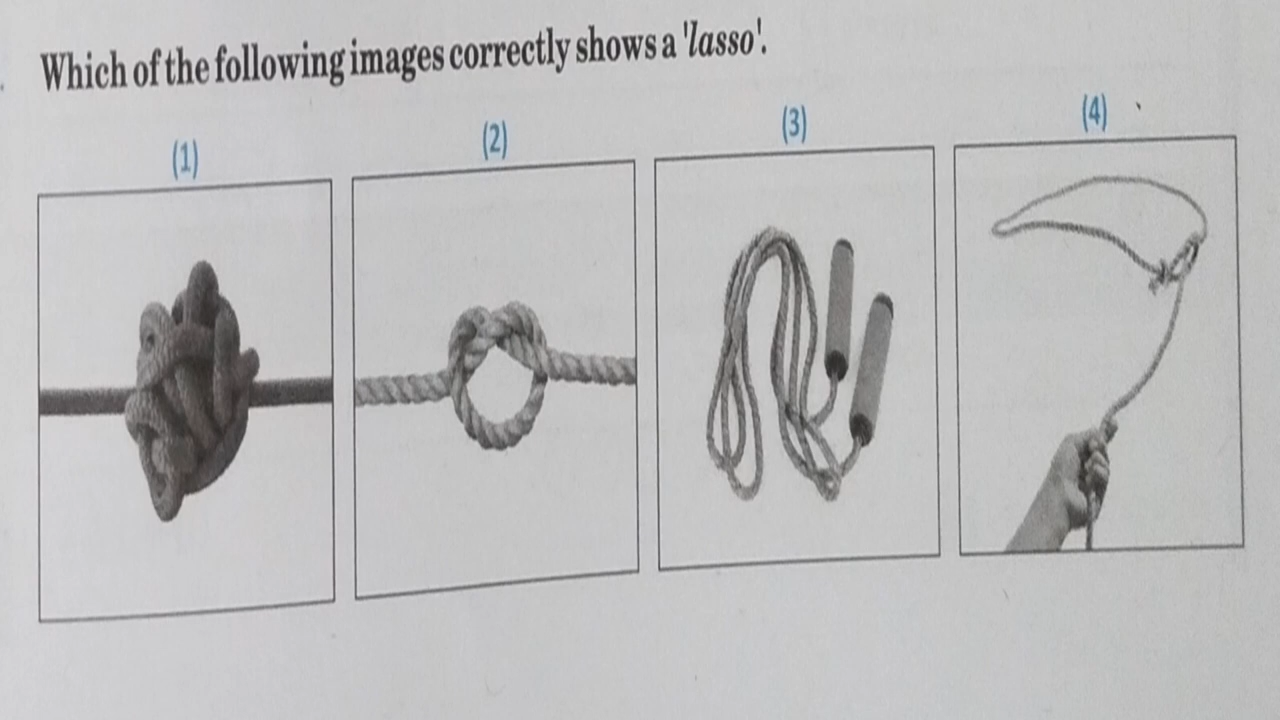 Which of the following images correctly shows a 'lasso'.
(1) (2) (3) (4)